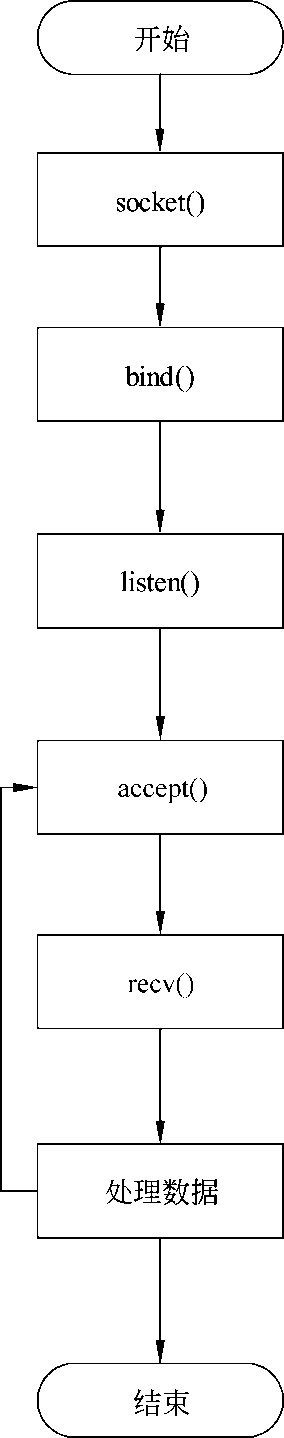 开始
socket()
bind()
listen()
accept()
recv()
处理数据
结束